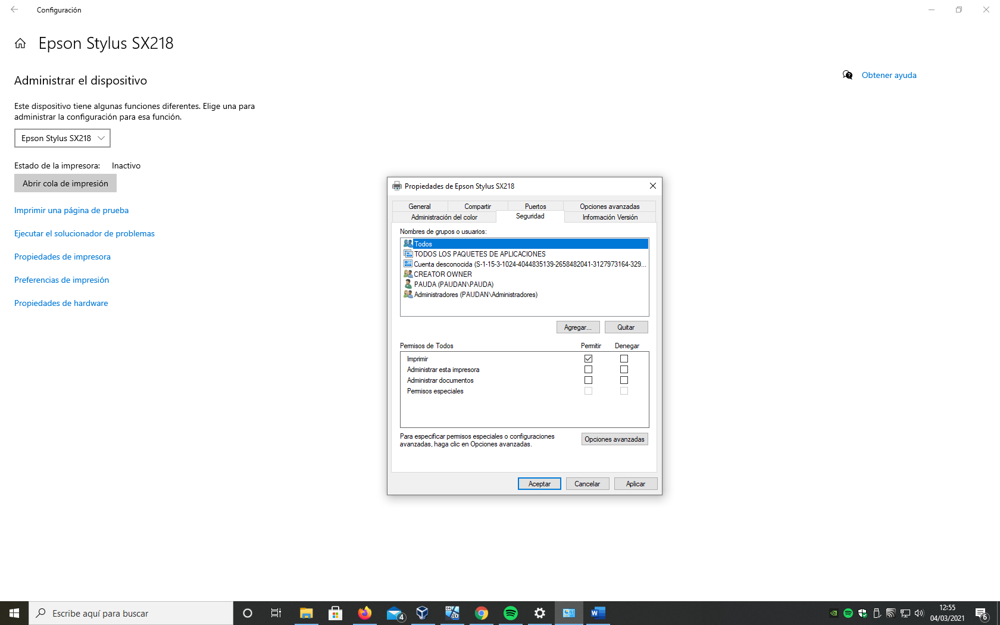 Configuración
Epson Stylus SX218
Administrar el dispositivo
Obtener ayuda
Este dispositivo tiene algunas funciones diferentes. Elige una para
administrar la configuración para esa función.
Epson Stylus SX218
Estado de la impresora: Inactivo
Abrir cola de impresión
Imprimir una página de prueba
Ejecutar el solucionador de problemas
Propiedades de impresora
Preferencias de impresión
Propiedades de hardware
Propiedades de Epson Stylus SX218
General Compartir Puertos Opciones avanzadas
Administración del color Seguridad Información Versión
Nombres de grupos o usuarios:
Todos
TODOS LOS PAQUETES DE APLICACIONES
Cuenta desconocida (S-1-15-3-1024-4044835139-2658482041-3127973164-329...
CREATOR OWNER
PAUDA (PAUDAN\PAUDA)
Administradores (PAUDAN\Administradores)
Agregar... Quitar
Permisos de Todos Permitir Denegar
Imprimir
Administrar esta impresora
Administrar documentos
Permisos especiales
Para especificar permisos especiales o configuraciones
avanzadas, haga clic en Opciones avanzadas.
Opciones avanzadas
Aceptar Cancelar Aplicar
Escribe aquí para buscar
4
12:55
04/03/2021
6